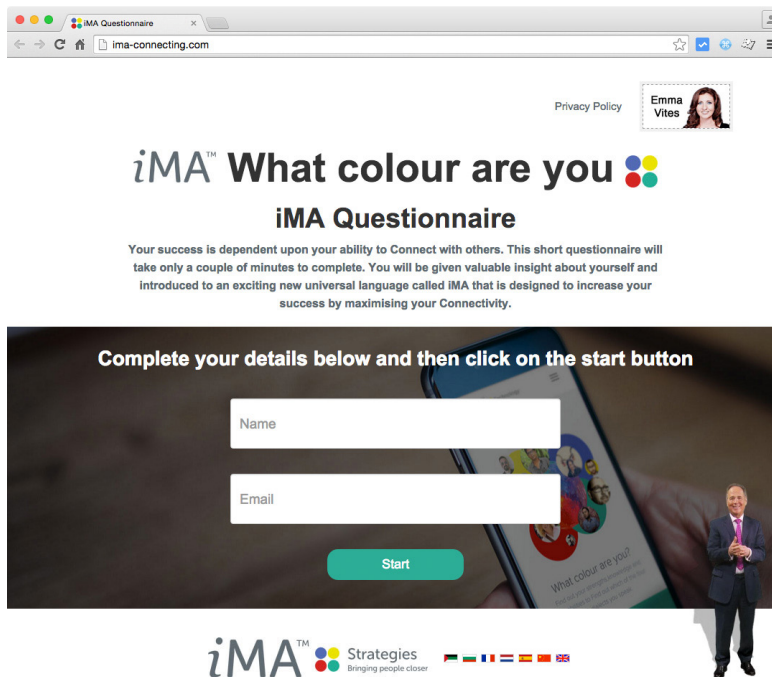 iMA Questionnaire
ima-connecting.com
Privacy Policy
Emma
Vites
iMA™ What colour are you
iMA Questionnaire
Your success is dependent upon your ability to Connect with others. This short questionnaire will
take only a couple of minutes to complete. You will be given valuable insight about yourself and
introduced to an exciting new universal language called iMA that is designed to increase your
success by maximising your Connectivity.
Complete your details below and then click on the start button
Name
Email
What colour are you?
Start
iMA™ Strategies
Bringing people closer